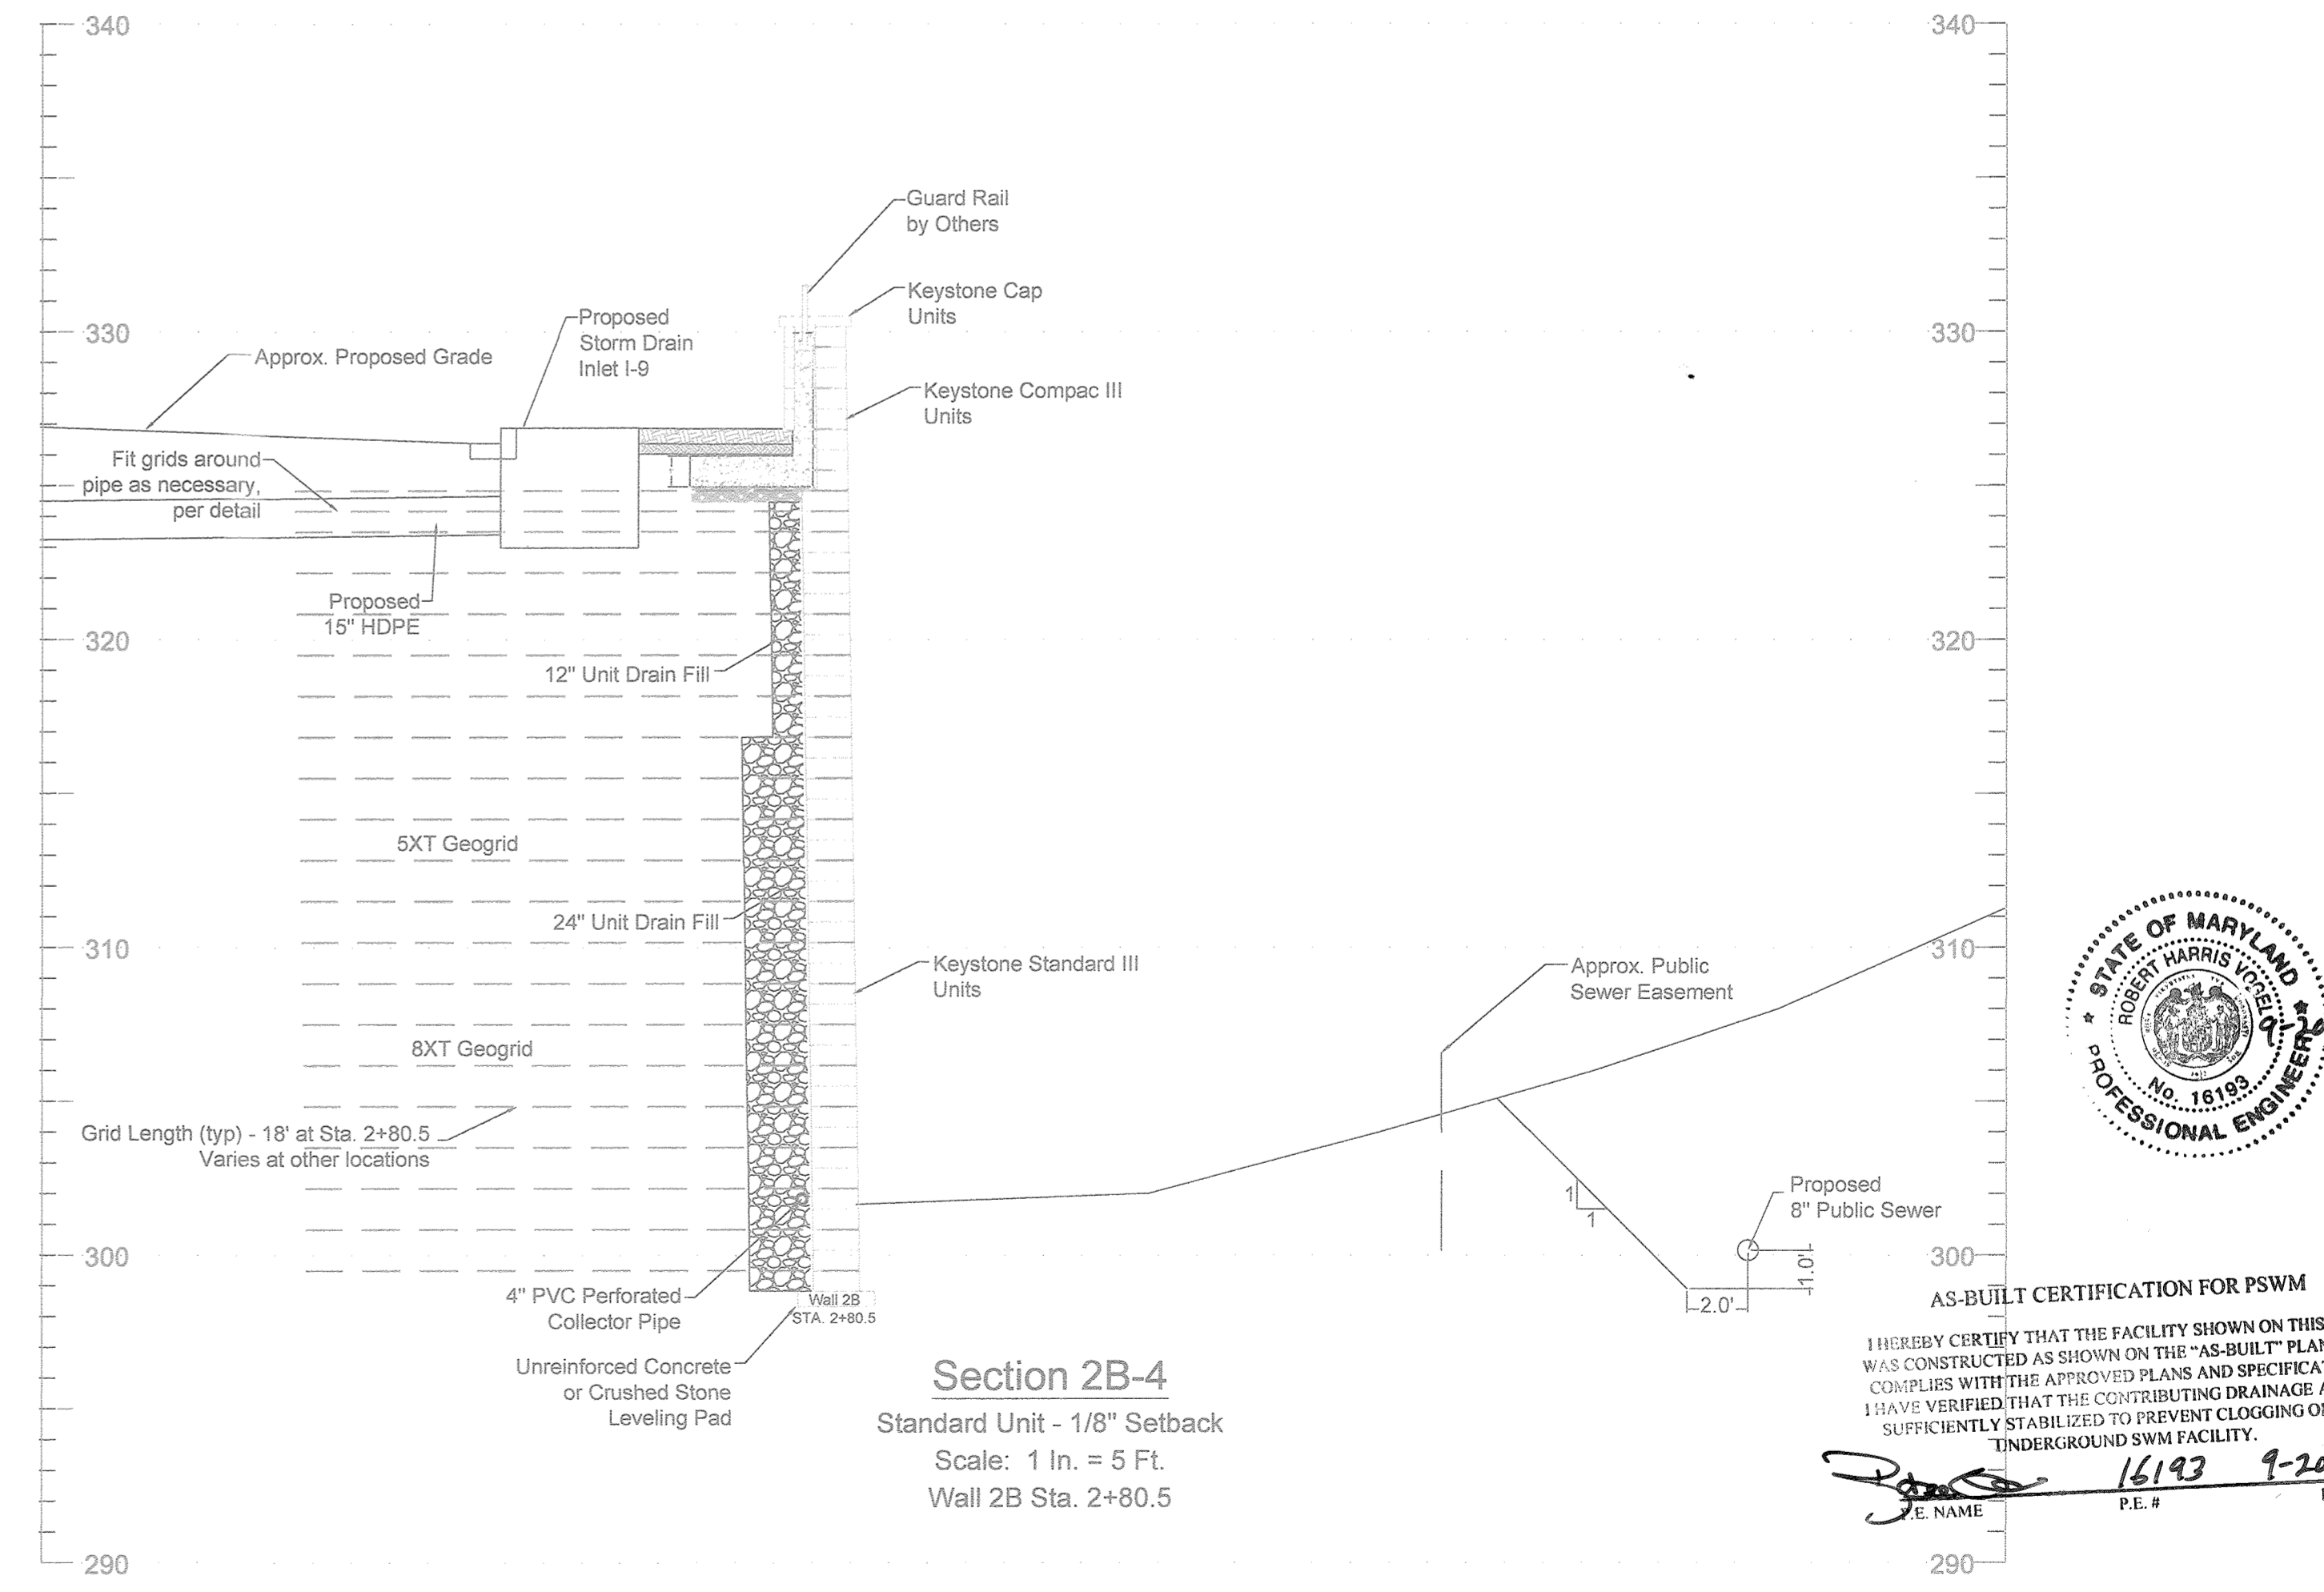 340
340
Guard Rail
by Others
Keystone Cap
Units
Proposed
Storm Drain
Inlet I-9
330
330
Approx. Proposed Grade
Keystone Compac III
Units
Fit grids around
pipe as necessary,
per detail
Proposed
15" HDPE
320
320
12" Unit Drain Fill
5XT Geogrid
24" Unit Drain Fill
310
310
Keystone Standard III
Units
Approx. Public
Sewer Easement
STATE OF MARYLAND
ROBERT HARRIS VOGEL
No. 16193
PROFESSIONAL ENGINEER
9-20
8XT Geogrid
Grid Length (typ) - 18' at Sta. 2+80.5
Varies at other locations
1
1
Proposed
8" Public Sewer
300
300
1.0'
2.0'
4" PVC Perforated
Collector Pipe
Wall 2B
STA. 2+80.5
Unreinforced Concrete
or Crushed Stone
Leveling Pad
Section 2B-4
Standard Unit - 1/8" Setback
Scale: 1 In. = 5 Ft.
Wall 2B Sta. 2+80.5
AS-BUILT CERTIFICATION FOR PSWM
I HEREBY CERTIFY THAT THE FACILITY SHOWN ON THIS
WAS CONSTRUCTED AS SHOWN ON THE "AS-BUILT" PLAN
COMPLIES WITH THE APPROVED PLANS AND SPECIFICAT
I HAVE VERIFIED THAT THE CONTRIBUTING DRAINAGE A
SUFFICIENTLY STABILIZED TO PREVENT CLOGGING O
UNDERGROUND SWM FACILITY.
16193 9-20
P.E. NAME
P.E. #
290
290